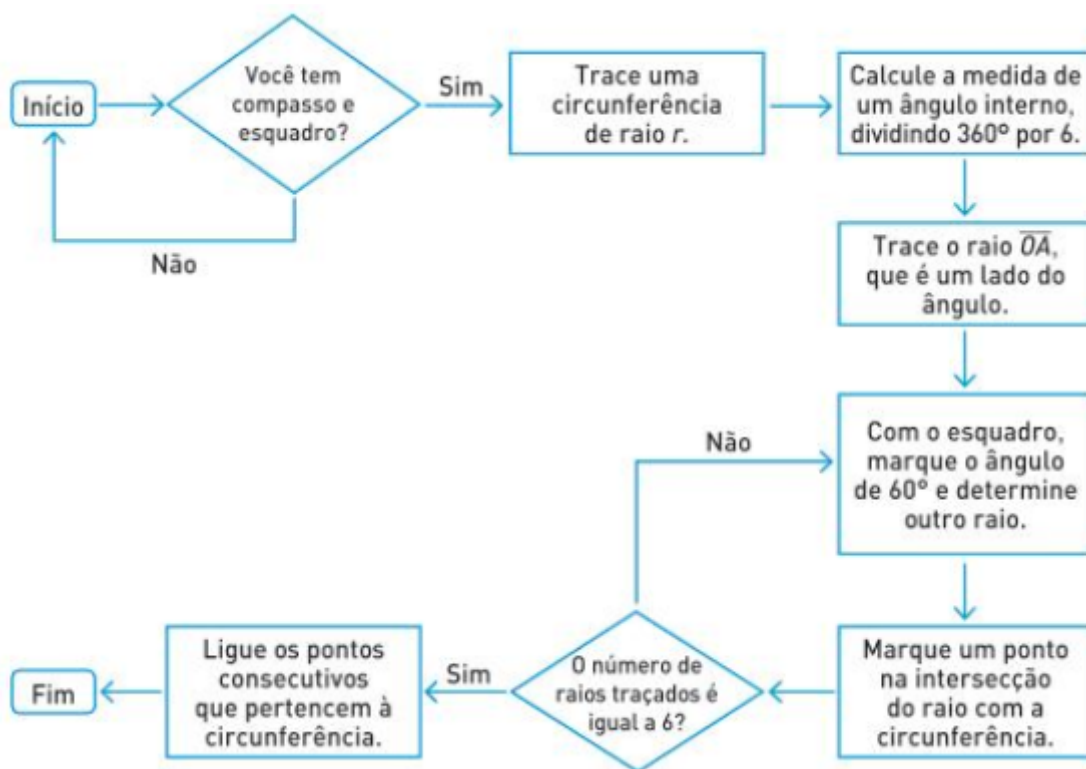 Início
Você tem
compasso e
esquadro?
Sim
Não
Trace uma
circunferência
de raio r.
Calcule a medida de
um ângulo interno,
dividindo 360° por 6.
Trace o raio O̅A̅,
que é um lado do
ângulo.
Com o esquadro,
marque o ângulo
de 60° e determine
outro raio.
Marque um ponto
na intersecção
do raio com a
circunferência.
O número de
raios traçados é
igual a 6?
Não
Sim
Ligue os pontos
consecutivos
que pertencem à
circunferência.
Fim